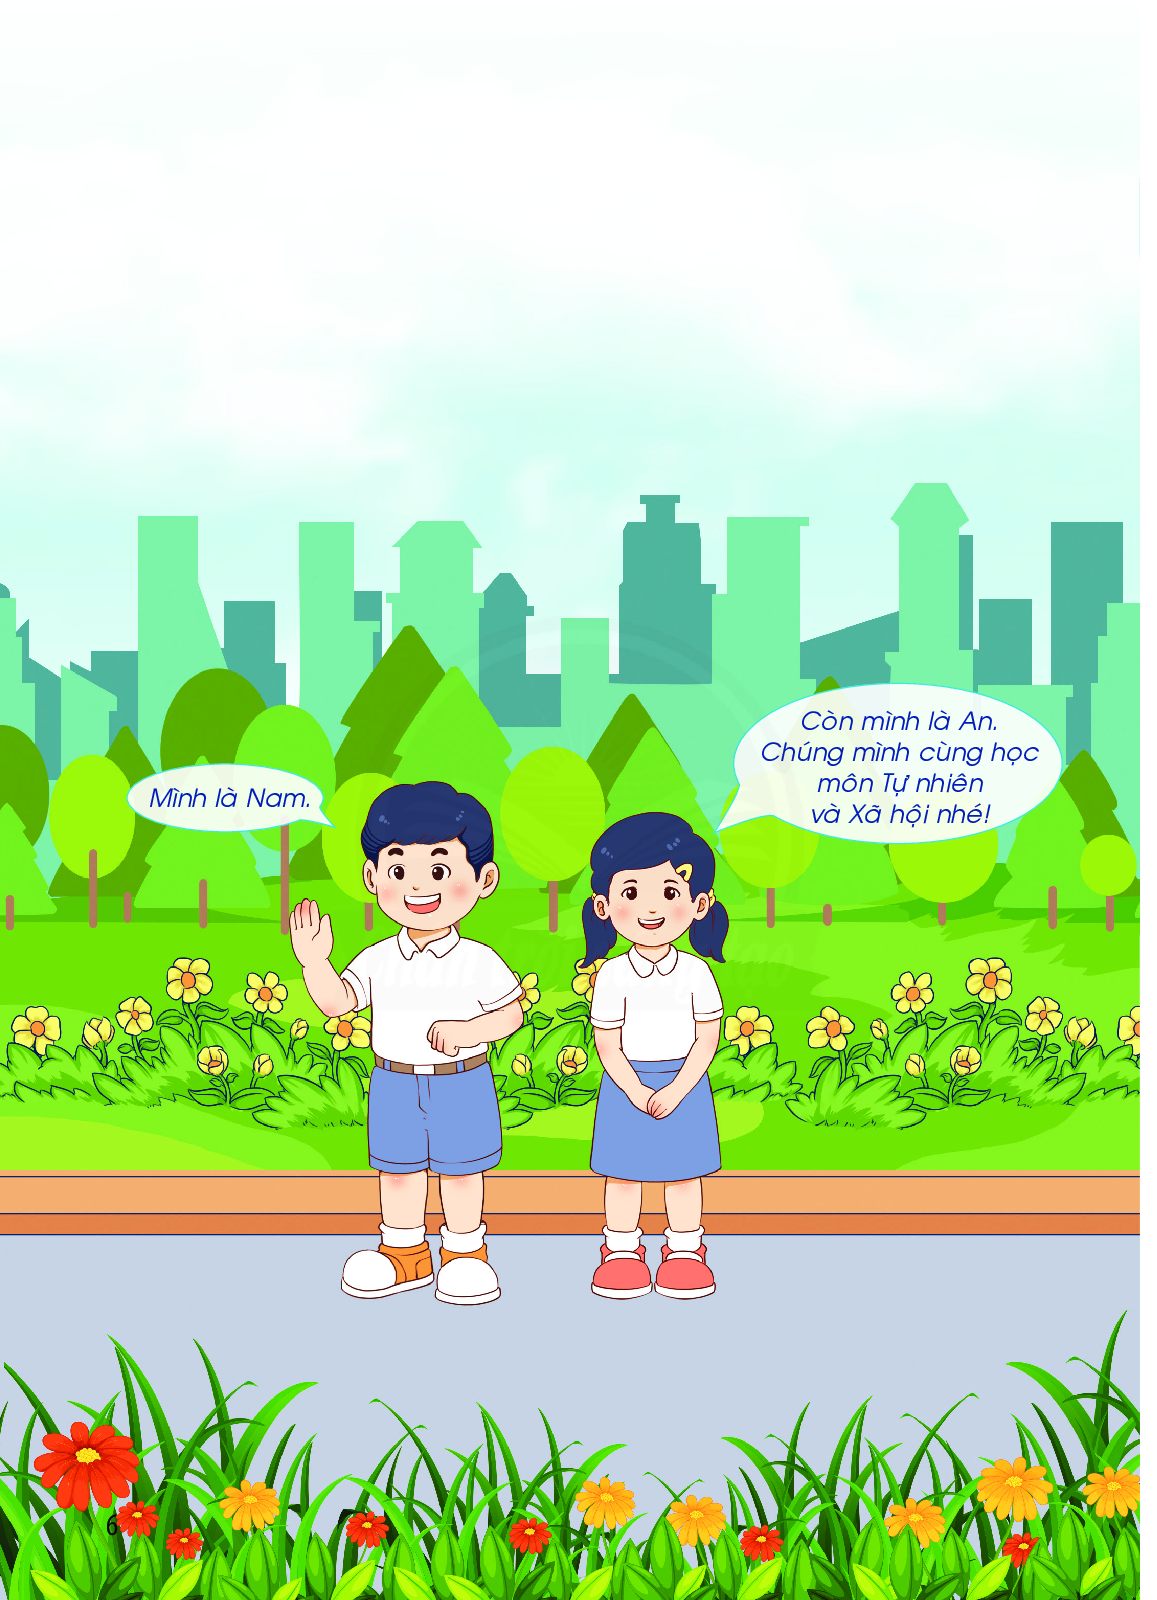 Mình là Nam.
Còn mình là An.
Chúng mình cùng học
môn Tự nhiên
và Xã hội nhé!
6